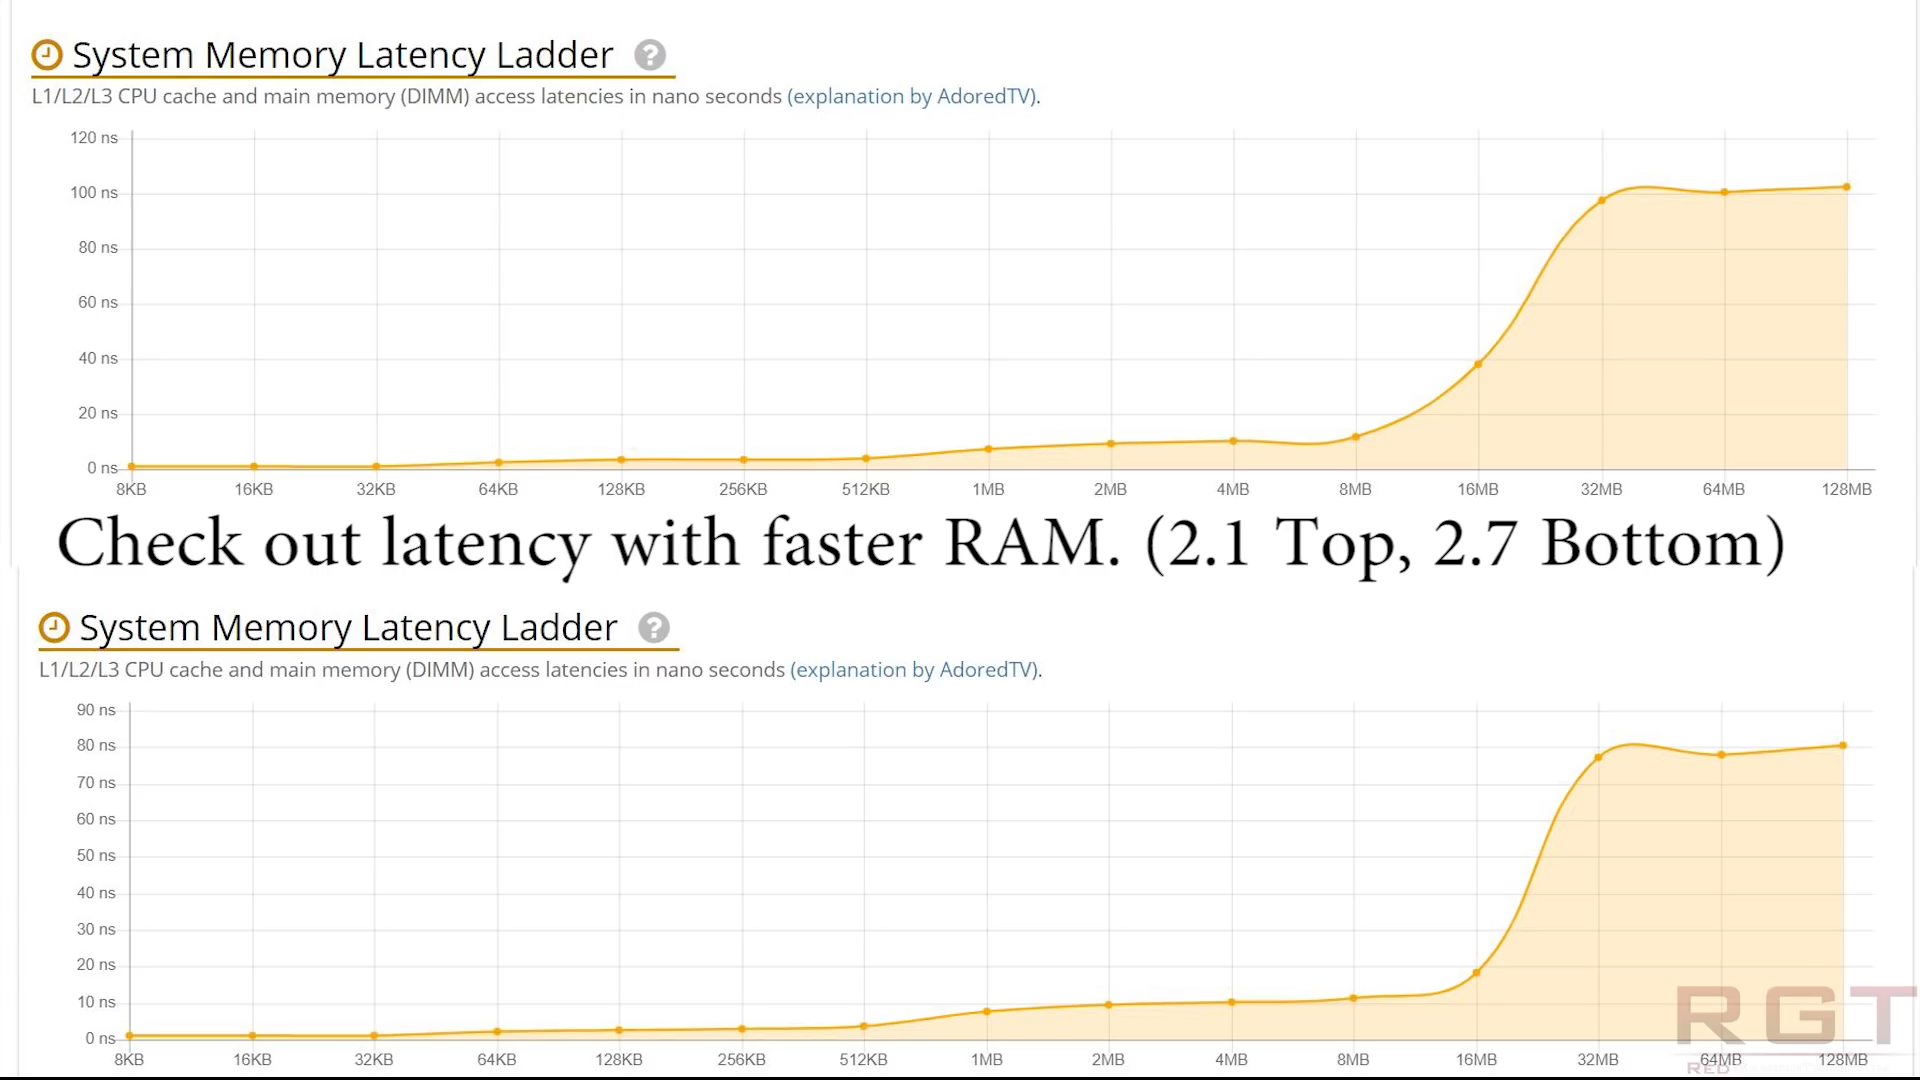 System Memory Latency Ladder ?
L1/L2/L3 CPU cache and main memory (DIMM) access latencies in nano seconds (explanation by AdoredTV).
120 ns
100 ns
80 ns
60 ns
40 ns
20 ns
0 ns
8KB 16KB 32KB 64KB 128KB 256KB 512KB 1MB 2MB 4MB 8MB 16MB 32MB 64MB 128MB
Check out latency with faster RAM. (2.1 Top, 2.7 Bottom)
System Memory Latency Ladder ?
L1/L2/L3 CPU cache and main memory (DIMM) access latencies in nano seconds (explanation by AdoredTV).
90 ns
80 ns
70 ns
60 ns
50 ns
40 ns
30 ns
20 ns
10 ns
0 ns
8KB 16KB 32KB 64KB 128KB 256KB 512KB 1MB 2MB 4MB 8MB 16MB 32MB 64MB 128MB
RGT
RED